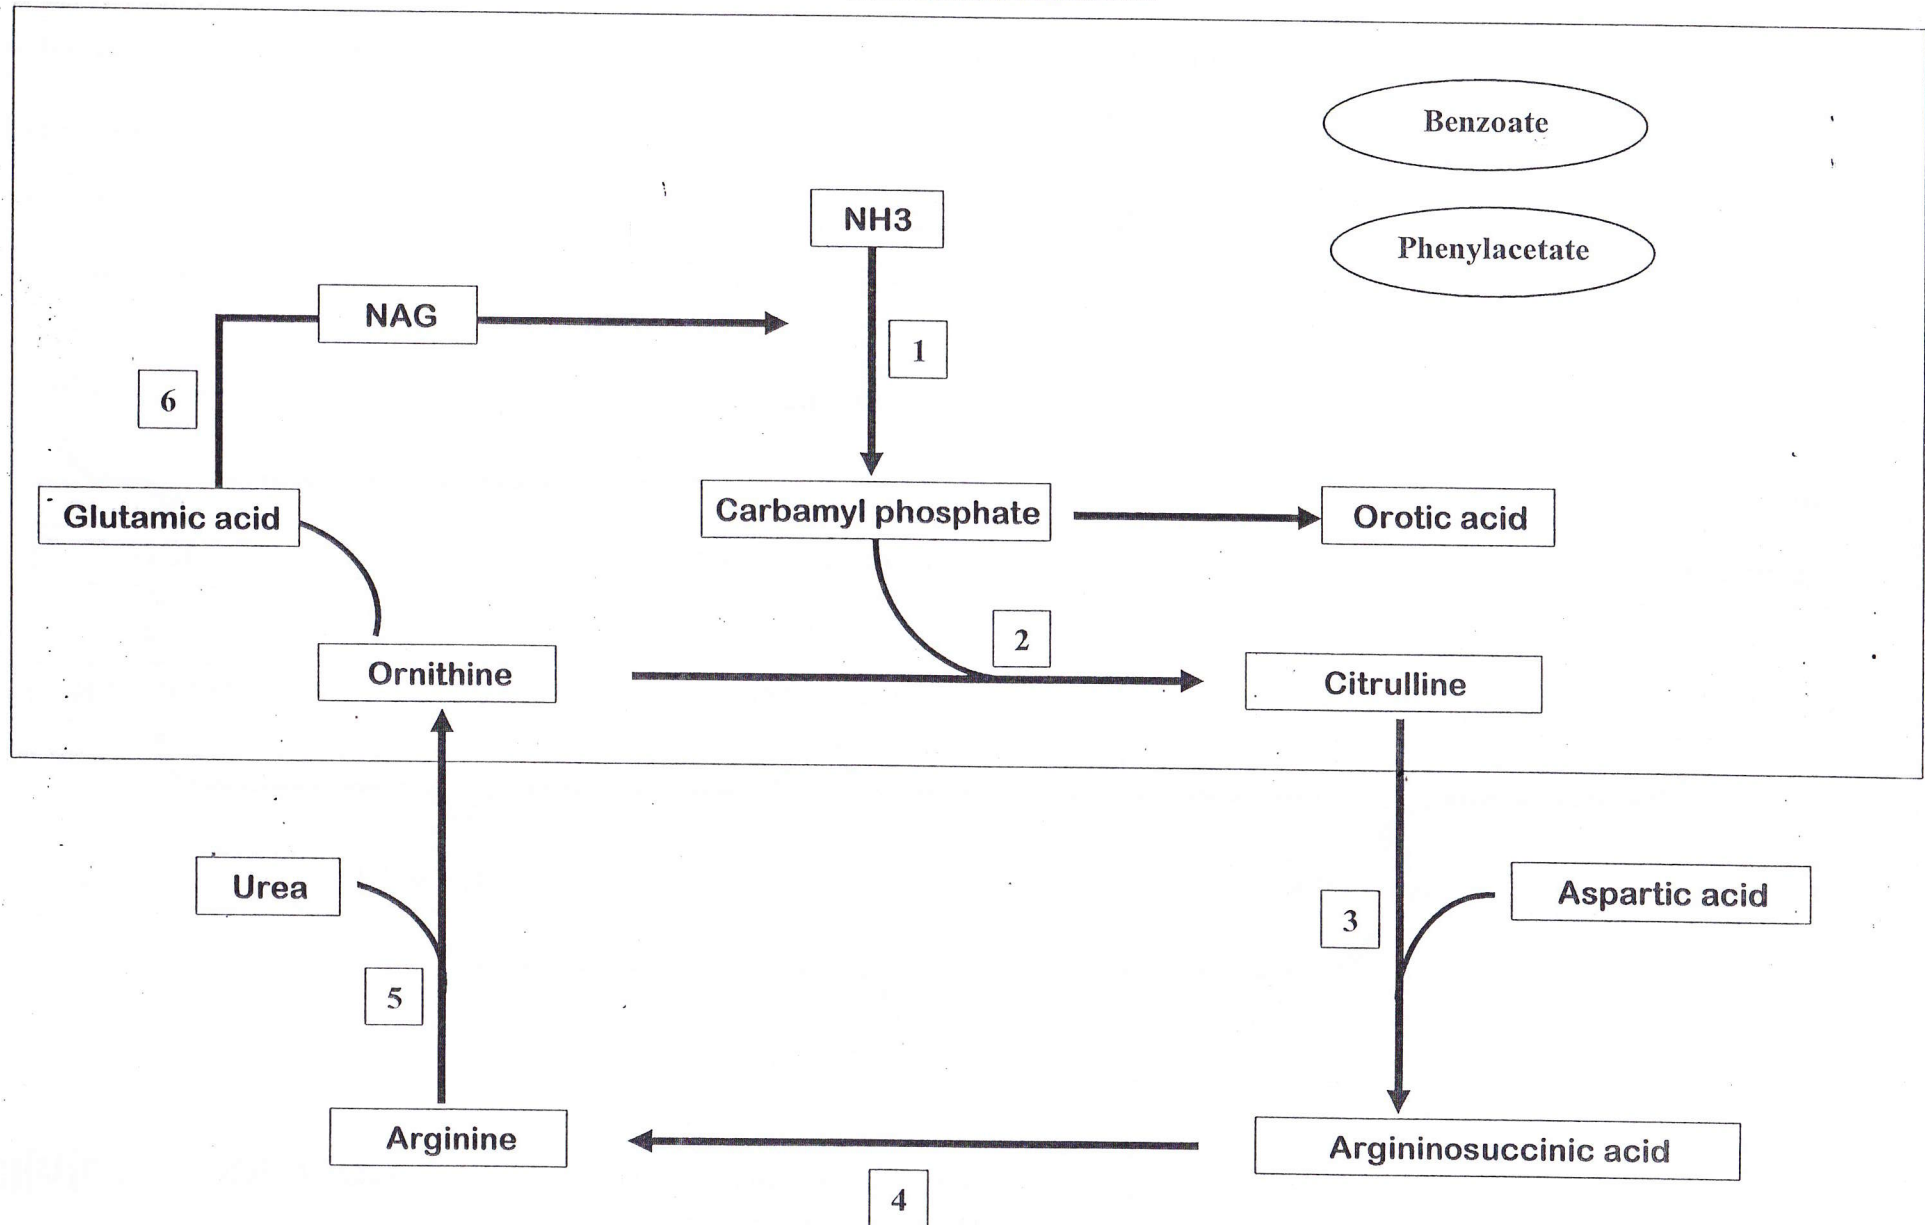 Benzoate
NH3
Phenylacetate
NAG
1
6
Glutamic acid
Carbamyl phosphate
Orotic acid
2
Ornithine
Citrulline
Urea
Aspartic acid
3
5
Arginine
Argininosuccinic acid
4